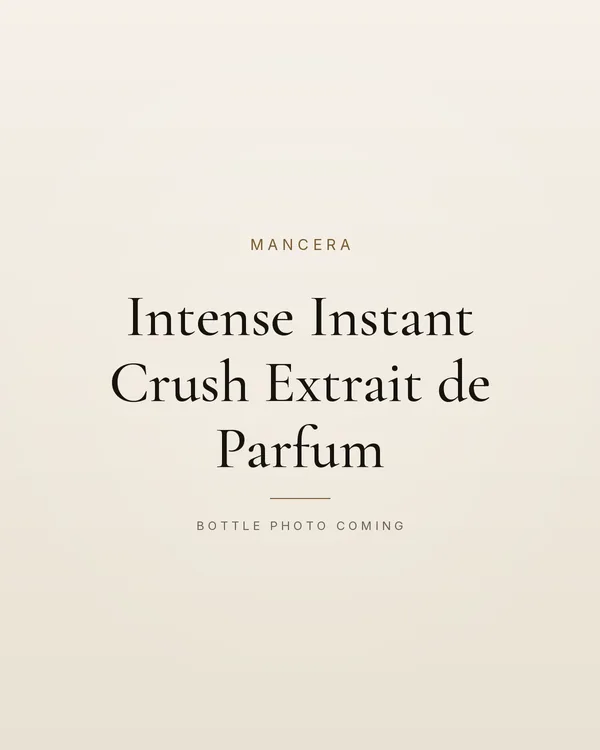 MANCERA
Intense Instant
Crush Extrait de
Parfum
BOTTLE PHOTO COMING